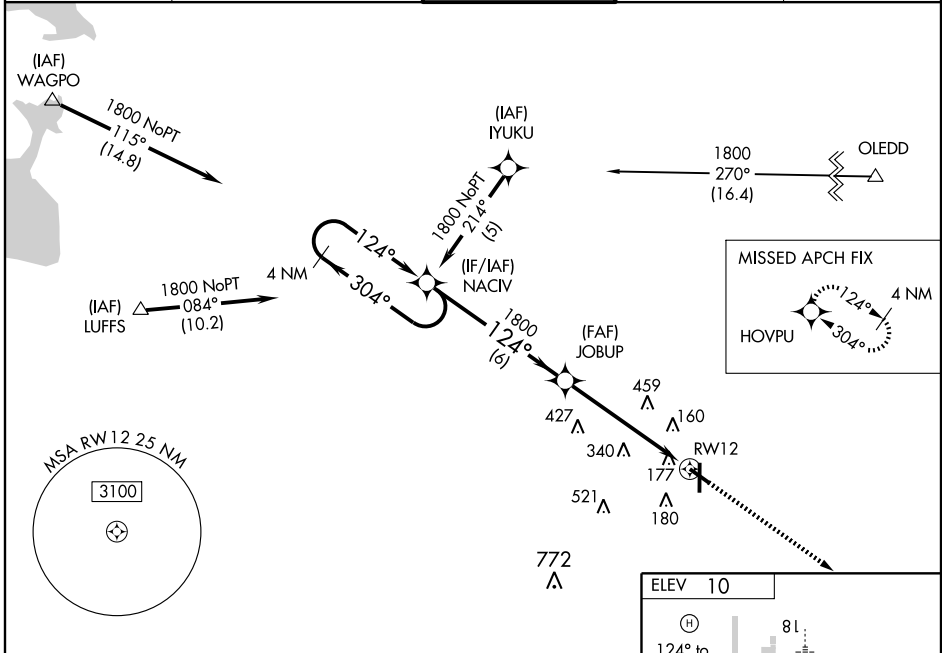 (IAF)
WAGPO
1800 NoPT
115°
(14.8)
(IAF)
IYUKU
1800 NoPT
214°
(5)
1800
270°
(16.4)
OLEDD
124°
304°
4 NM
(IF/IAF)
NACIV
(IAF)
LUFFS
1800 NoPT
084°
(10.2)
MISSED APCH FIX
HOVPU
124°
304°
4 NM
1800
124°
(6)
(FAF)
JOBUP
459
427
160
340
RW12
177
521
180
772
MSA RW12 25 NM
3100
ELEV 10
H
18
124° to